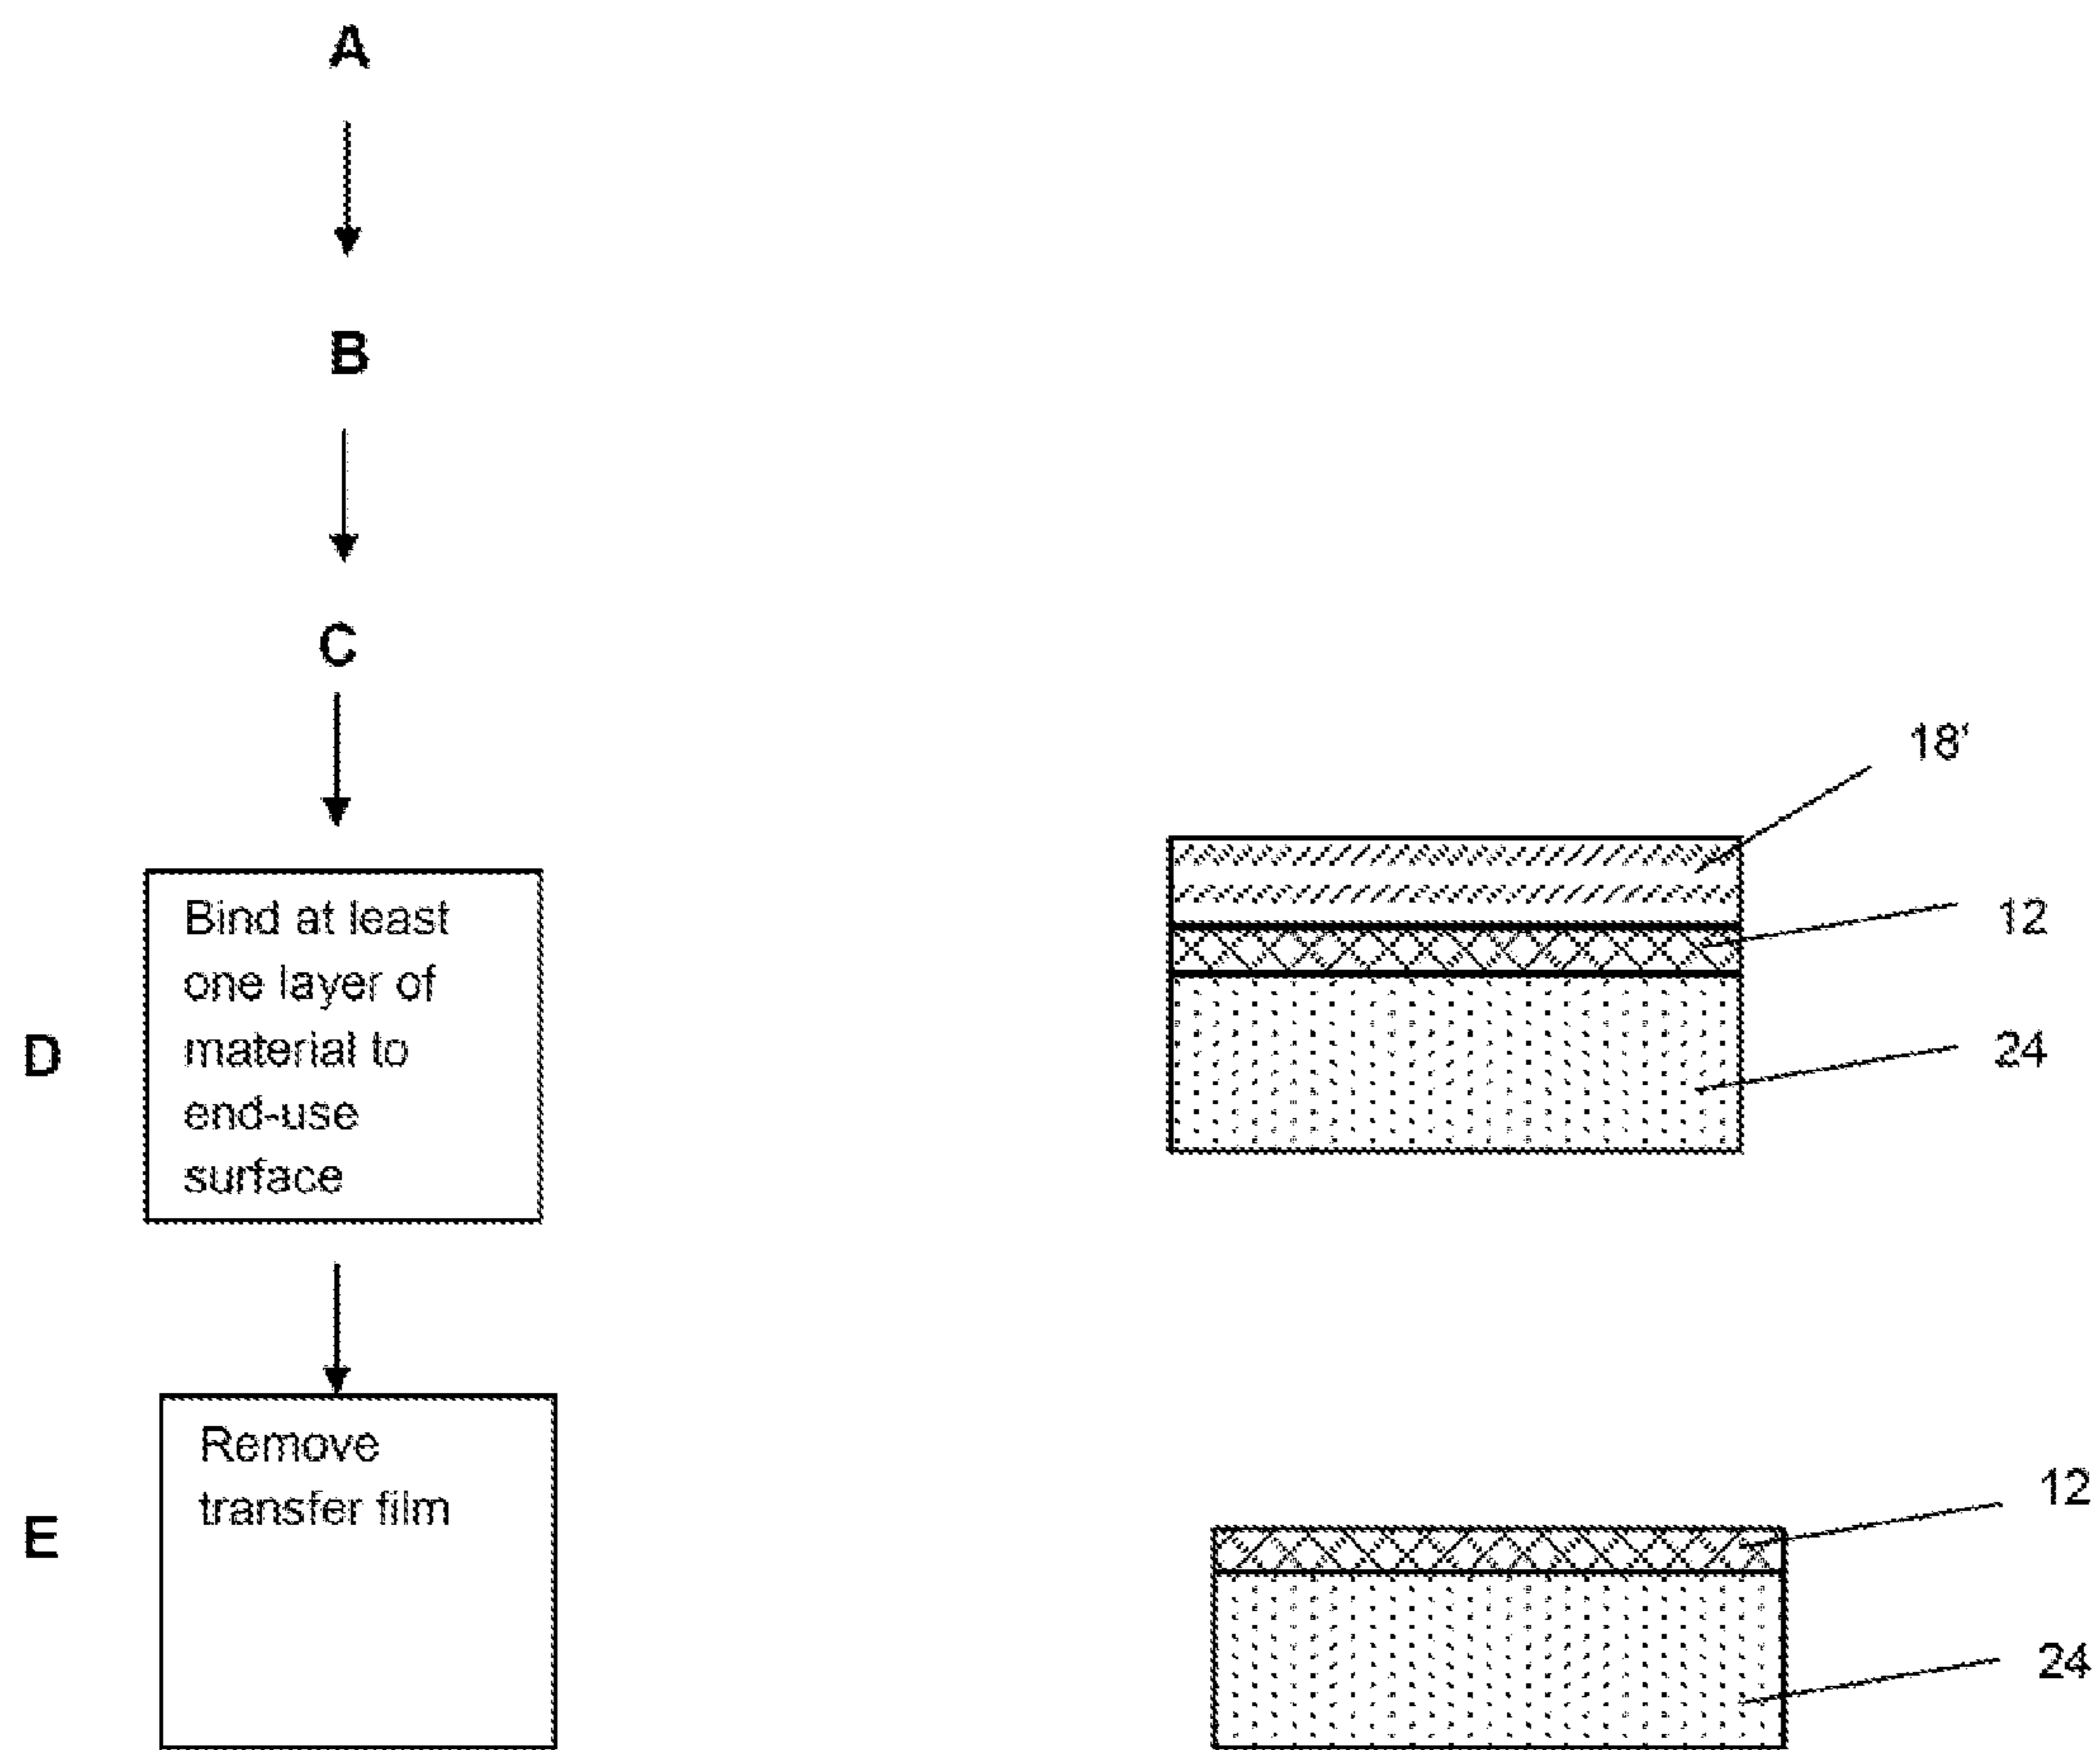 A
B
C
18'
12
24
D
Bind at least
one layer of
material to
end-use
surface
E
Remove
transfer film
12
24